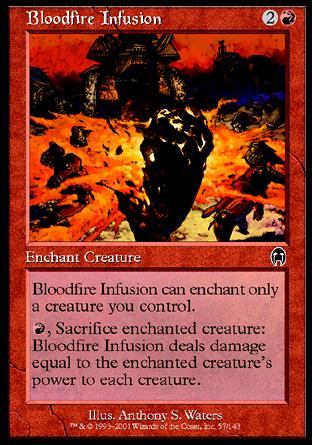 Bloodfire Infusion 2
Enchant Creature
Bloodfire Infusion can enchant only
a creature you control.
, Sacrifice enchanted creature:
Bloodfire Infusion deals damage
equal to the enchanted creature's
power to each creature.
Illus. Anthony S. Waters
™ & © 1993–2001 Wizards of the Coast, Inc. 57/143